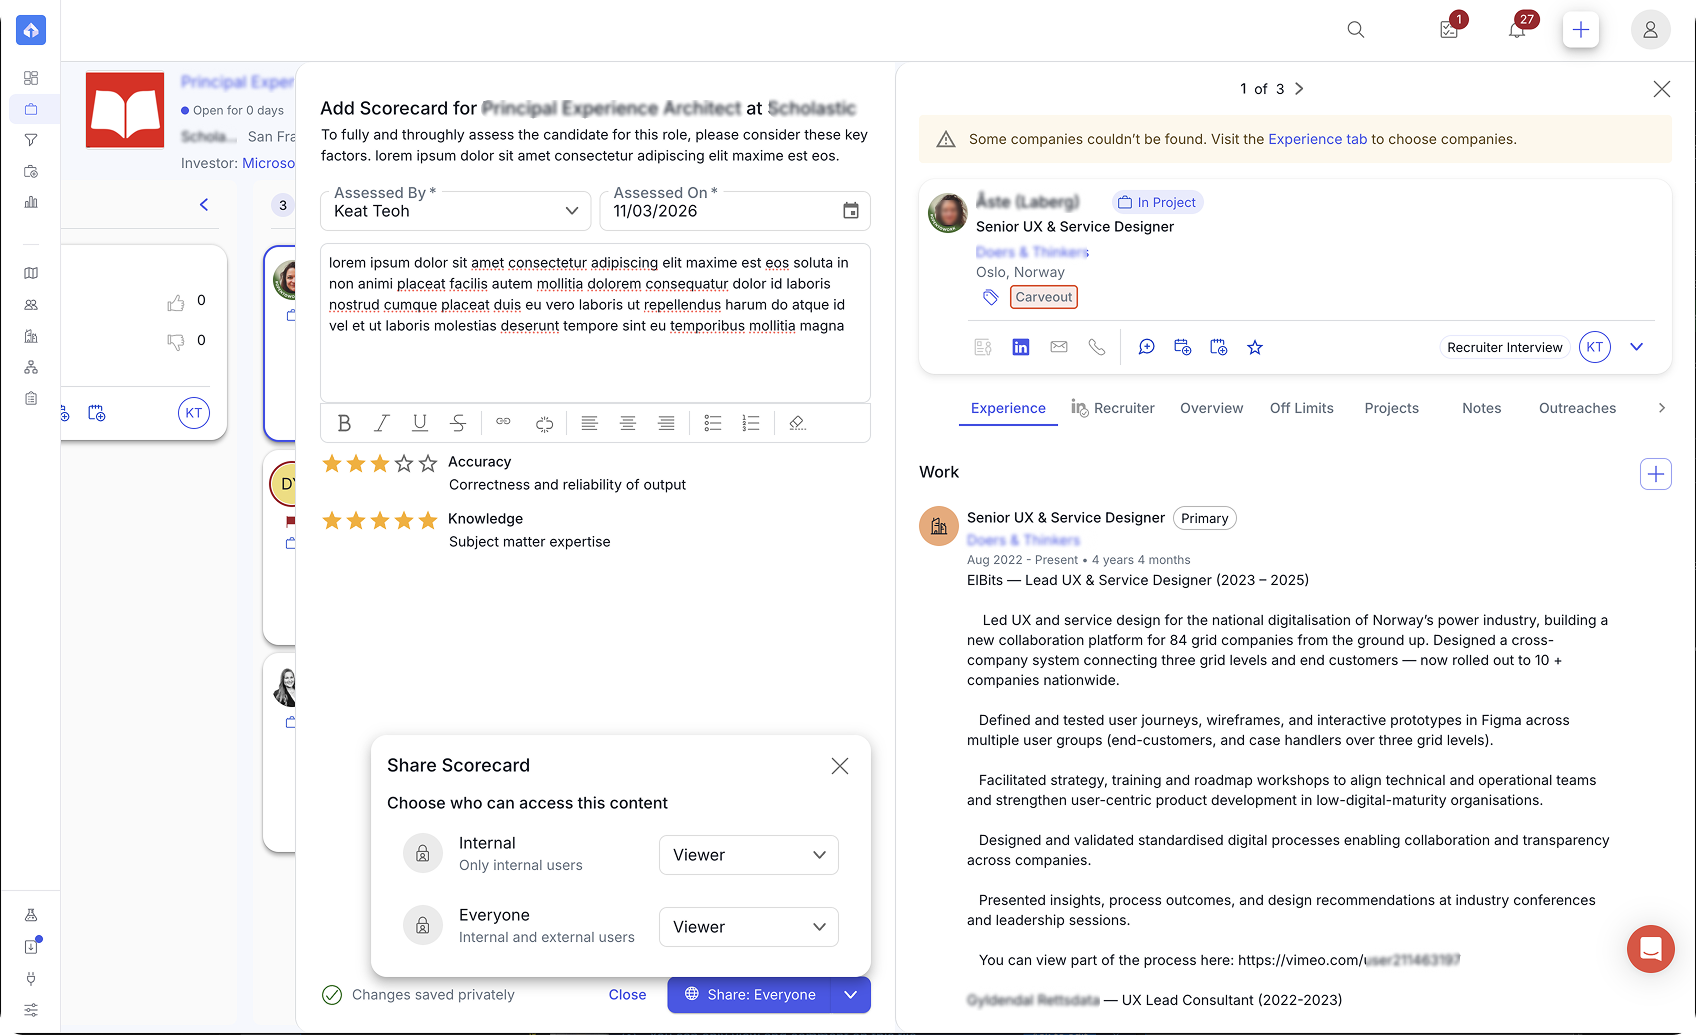 1
27
Open for 0 days
San Fra
Investor: Microso
3
0
0
KT
DY
Add Scorecard for
at
To fully and throughly assess the candidate for this role, please consider these key
factors. lorem ipsum dolor sit amet consectetur adipiscing elit maxime est eos.
Assessed By *
Keat Teoh
Assessed On *
11/03/2026
lorem ipsum dolor sit amet consectetur adipiscing elit maxime est eos soluta in
non animi placeat facilis autem mollitia dolorem consequatur dolor id laboris
nostrud cumque placeat duis eu vero laboris ut repellendus harum do atque id
vel et ut laboris molestias deserunt tempore sint eu temporibus mollitia magna
B I U S
Accuracy
Correctness and reliability of output
Knowledge
Subject matter expertise
Share Scorecard
Choose who can access this content
Internal
Only internal users
Viewer
Everyone
Internal and external users
Viewer
Changes saved privately
Close
Share: Everyone
1 of 3
Some companies couldn’t be found. Visit the Experience tab to choose companies.
In Project
Senior UX & Service Designer
Oslo, Norway
Carveout
Recruiter Interview
KT
Experience
Recruiter
Overview
Off Limits
Projects
Notes
Outreaches
Work
Senior UX & Service Designer
Primary
Aug 2022 - Present • 4 years 4 months
ElBits — Lead UX & Service Designer (2023 – 2025)
Led UX and service design for the national digitalisation of Norway’s power industry, building a
new collaboration platform for 84 grid companies from the ground up. Designed a cross-
company system connecting three grid levels and end customers — now rolled out to 10 +
companies nationwide.
Defined and tested user journeys, wireframes, and interactive prototypes in Figma across
multiple user groups (end-customers, and case handlers over three grid levels).
Facilitated strategy, training and roadmap workshops to align technical and operational teams
and strengthen user-centric product development in low-digital-maturity organisations.
Designed and validated standardised digital processes enabling collaboration and transparency
across companies.
Presented insights, process outcomes, and design recommendations at industry conferences
and leadership sessions.
You can view part of the process here: https://vimeo.com/
— UX Lead Consultant (2022-2023)